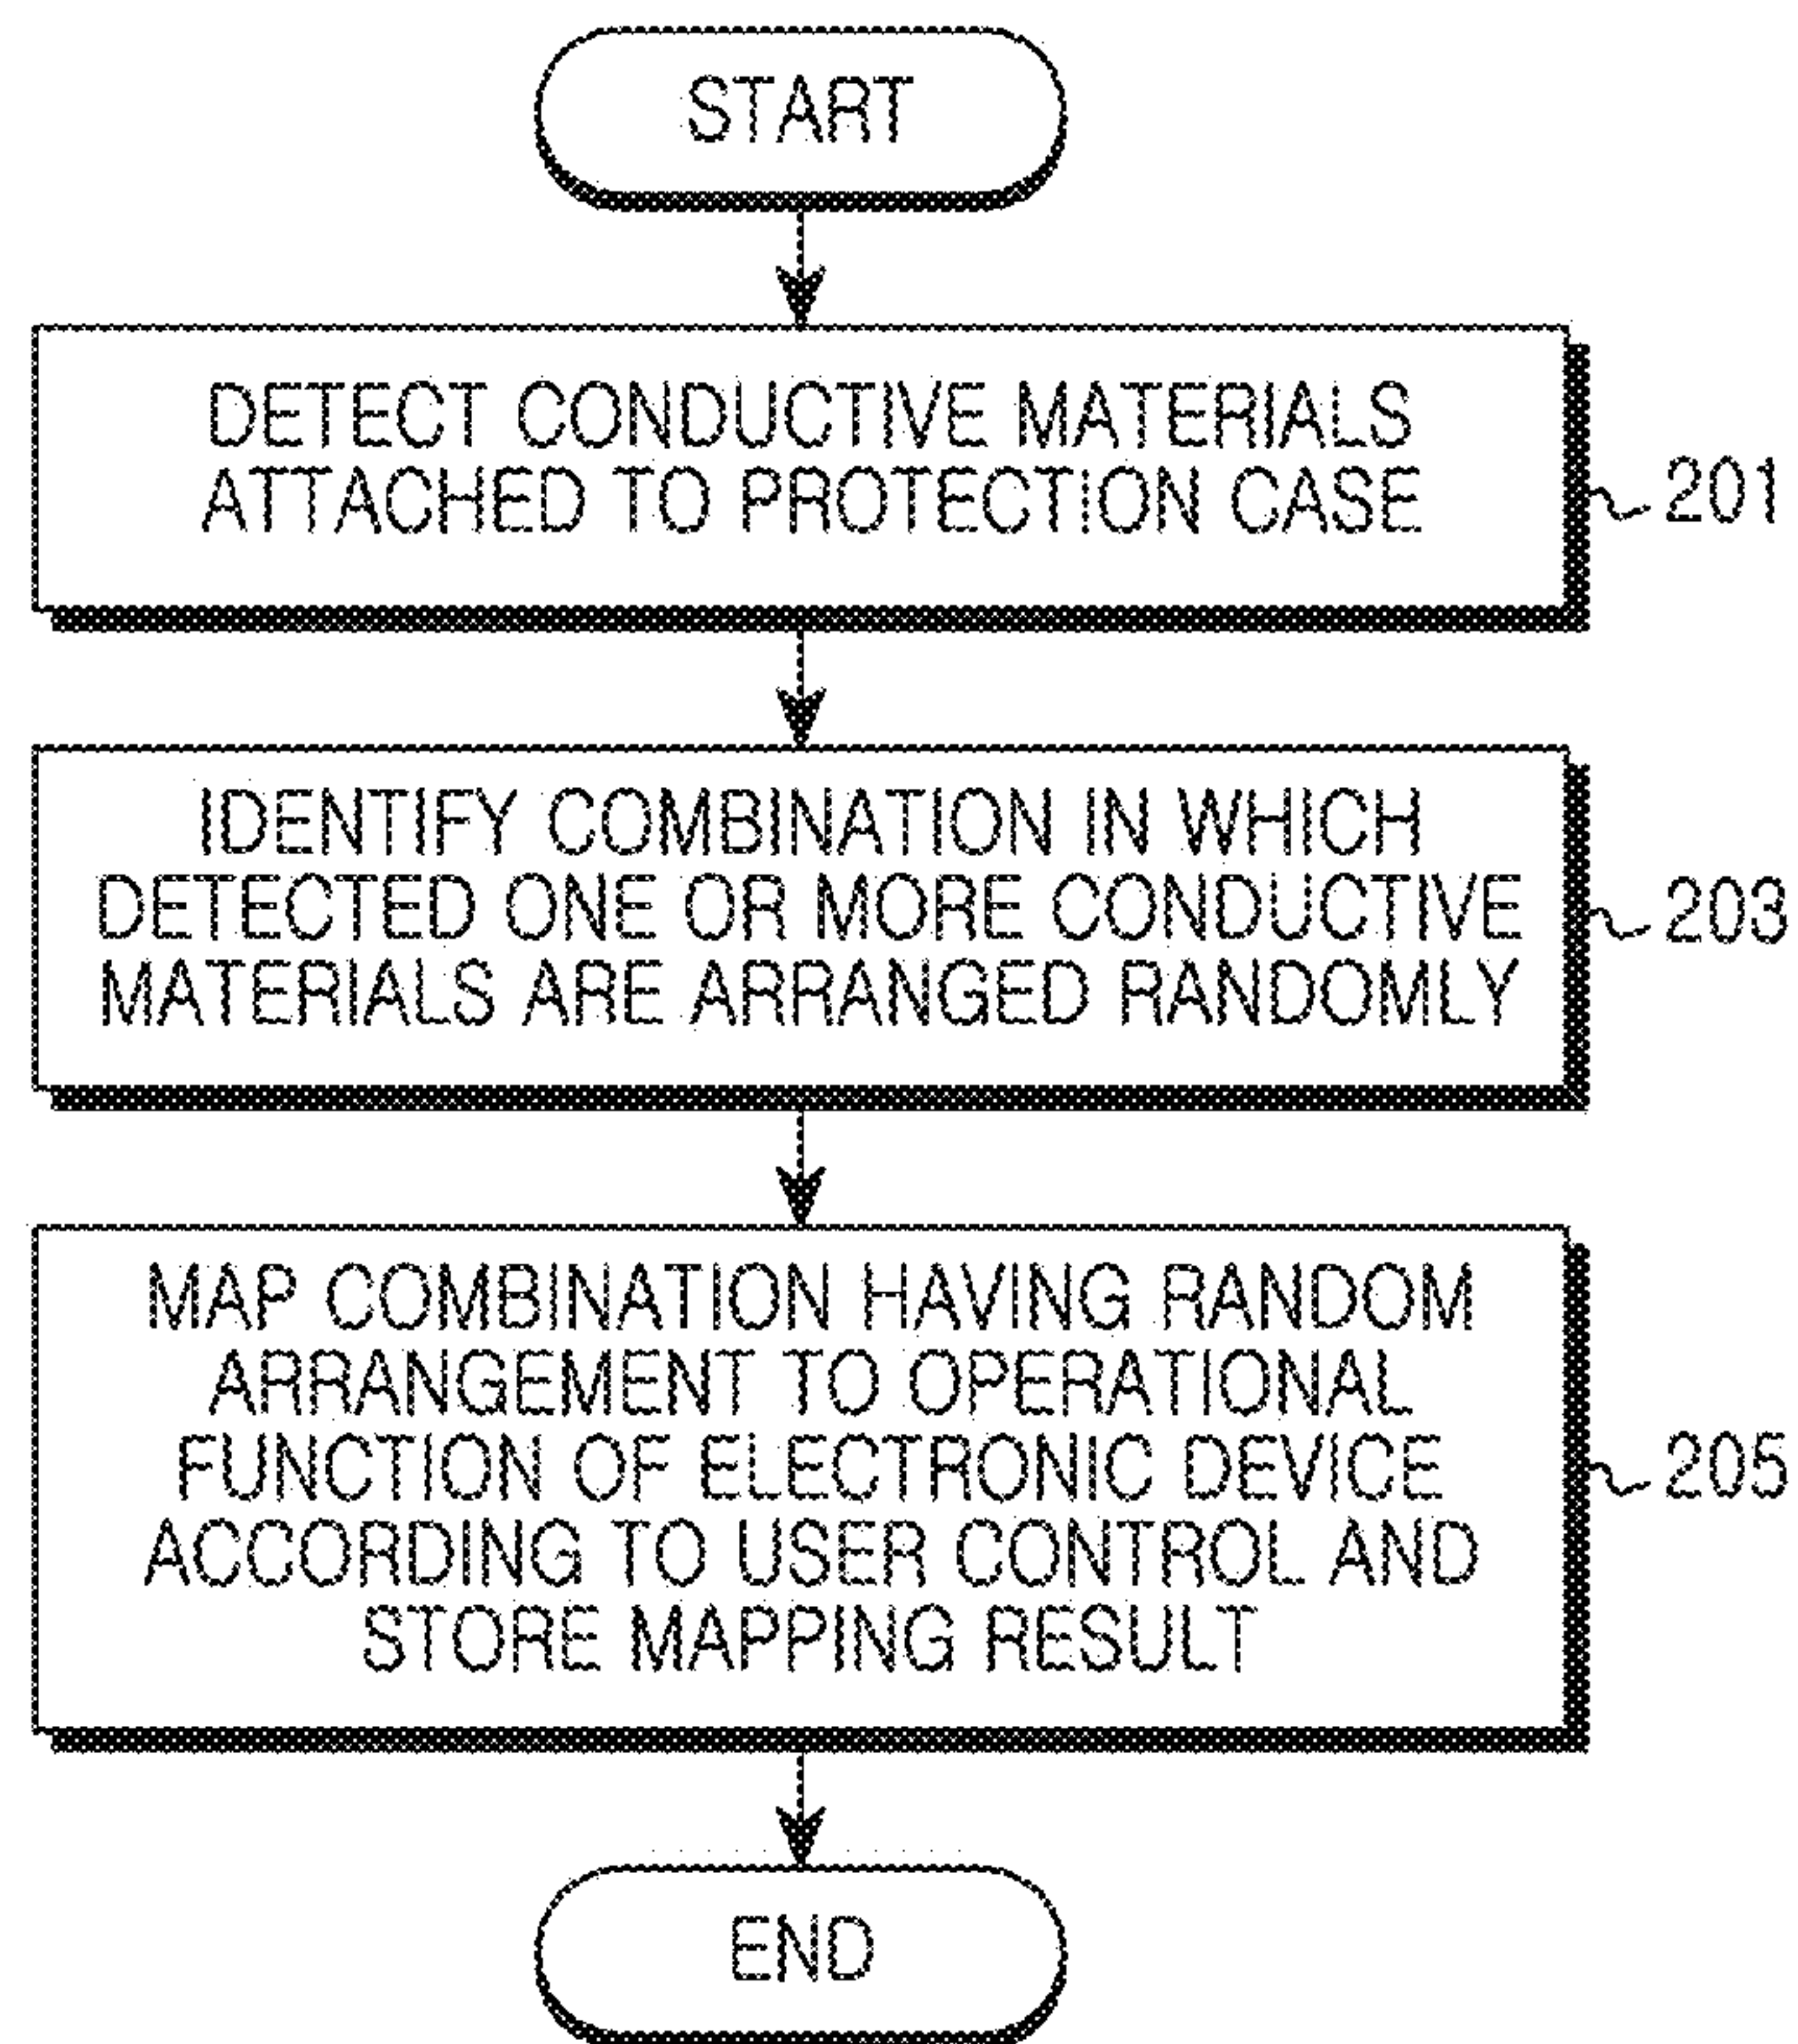 START
DETECT CONDUCTIVE MATERIALS
ATTACHED TO PROTECTION CASE
201
IDENTIFY COMBINATION IN WHICH
DETECTED ONE OR MORE CONDUCTIVE
MATERIALS ARE ARRANGED RANDOMLY
203
MAP COMBINATION HAVING RANDOM
ARRANGEMENT TO OPERATIONAL
FUNCTION OF ELECTRONIC DEVICE
ACCORDING TO USER CONTROL AND
STORE MAPPING RESULT
205
END